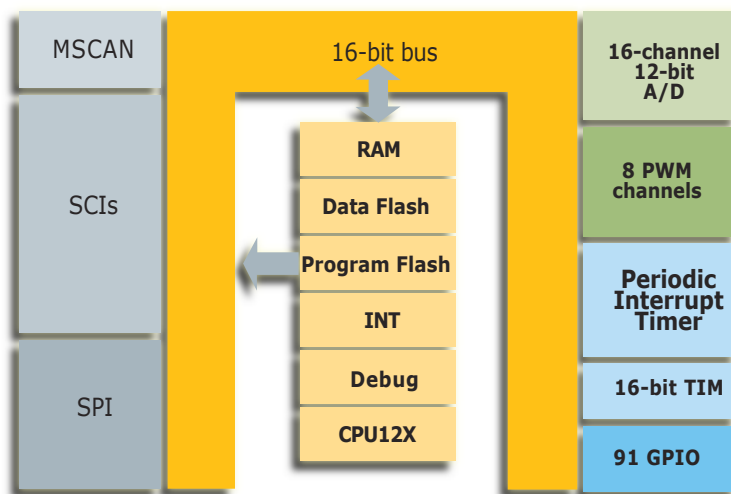 MSCAN
SCIs
SPI
16-bit bus
RAM
Data Flash
Program Flash
INT
Debug
CPU12X
16-channel
12-bit
A/D
8 PWM
channels
Periodic
Interrupt
Timer
16-bit TIM
91 GPIO